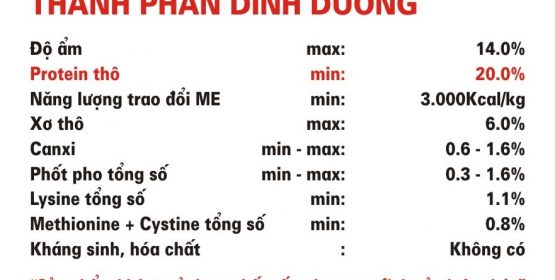 THÀNH PHẦN DINH DƯỠNG
Độ ẩm max: 14.0%
Protein thô min: 20.0%
Năng lượng trao đổi ME min: 3.000Kcal/kg
Xơ thô max: 6.0%
Canxi min - max: 0.6 - 1.6%
Phốt pho tổng số min - max: 0.3 - 1.6%
Lysine tổng số min: 1.1%
Methionine + Cystine tổng số min: 0.8%
Kháng sinh, hóa chất : Không có